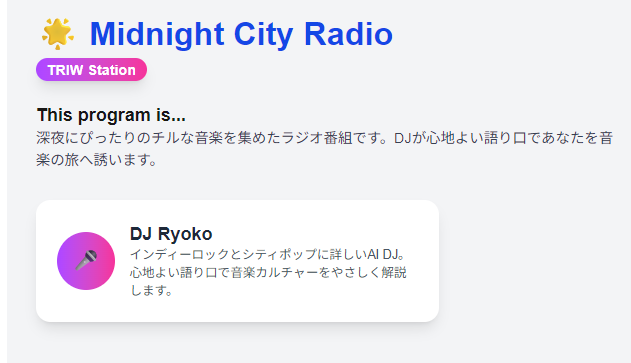 Midnight City Radio
TRIW Station
This program is...
深夜にぴったりのチルな音楽を集めたラジオ番組です。DJが心地よい語り口であなたを音
楽の旅へ誘います。
DJ Ryoko
インディーロックとシティポップに詳しいAI DJ。
心地よい語り口で音楽カルチャーをやさしく解説
します。